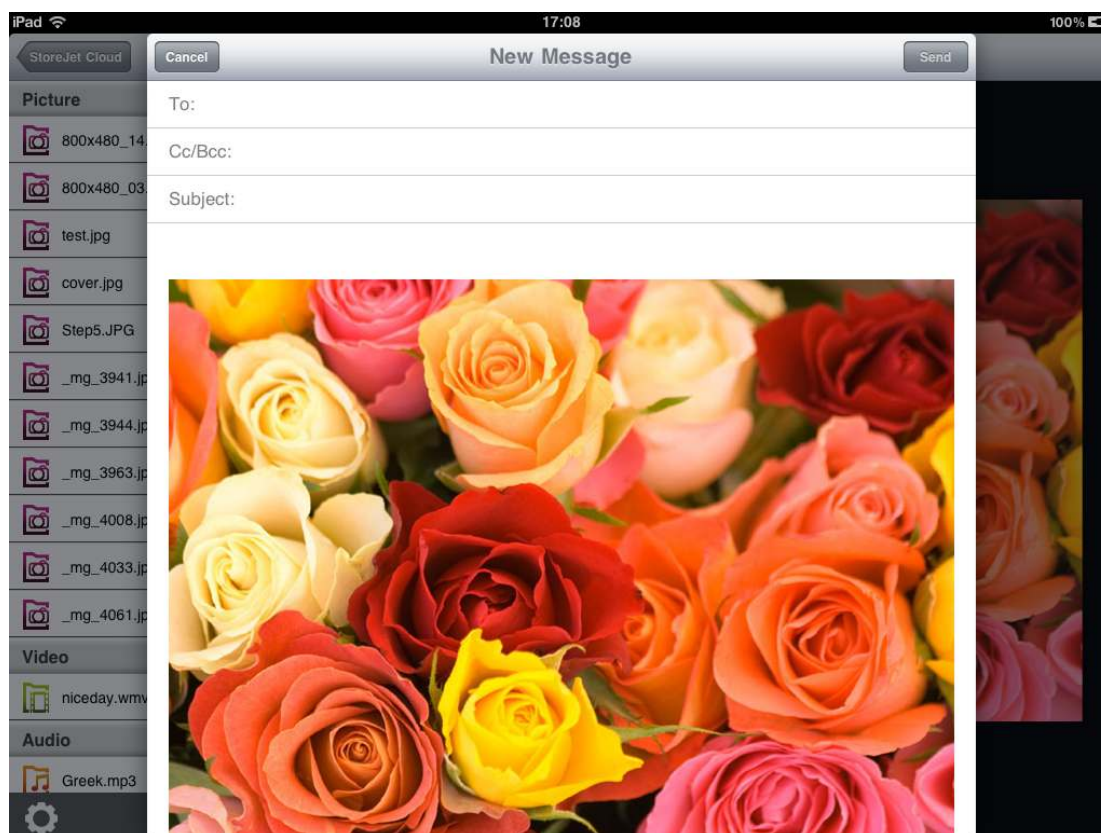 iPad 17:08 100%
StoreJet Cloud Cancel New Message Send
Picture
To:
800x480_14.
Cc/Bcc:
800x480_03.
Subject:
test.jpg
cover.jpg
Step5.JPG
_mg_3941.jp
_mg_3944.jp
_mg_3963.jp
_mg_4008.jp
_mg_4033.jp
_mg_4061.jp
Video
niceday.wmv
Audio
Greek.mp3